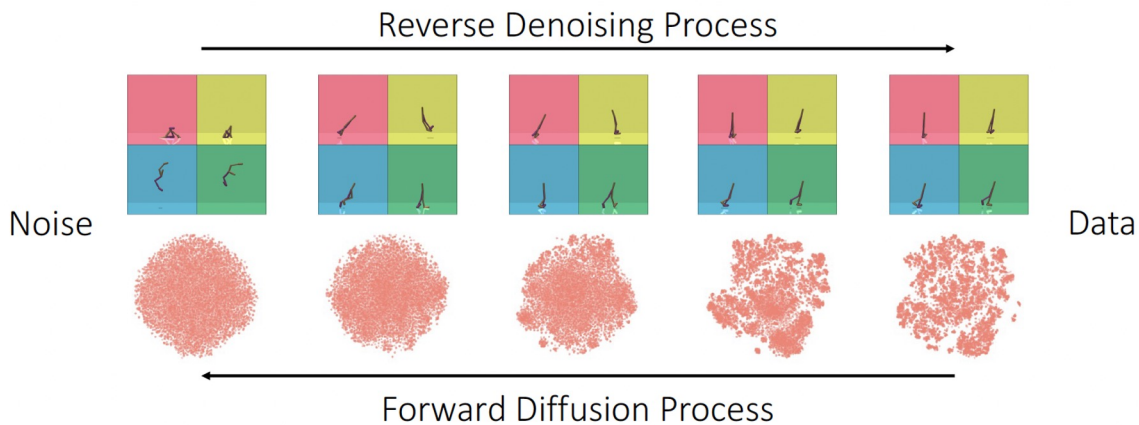 Reverse Denoising Process
Noise
Data
Forward Diffusion Process